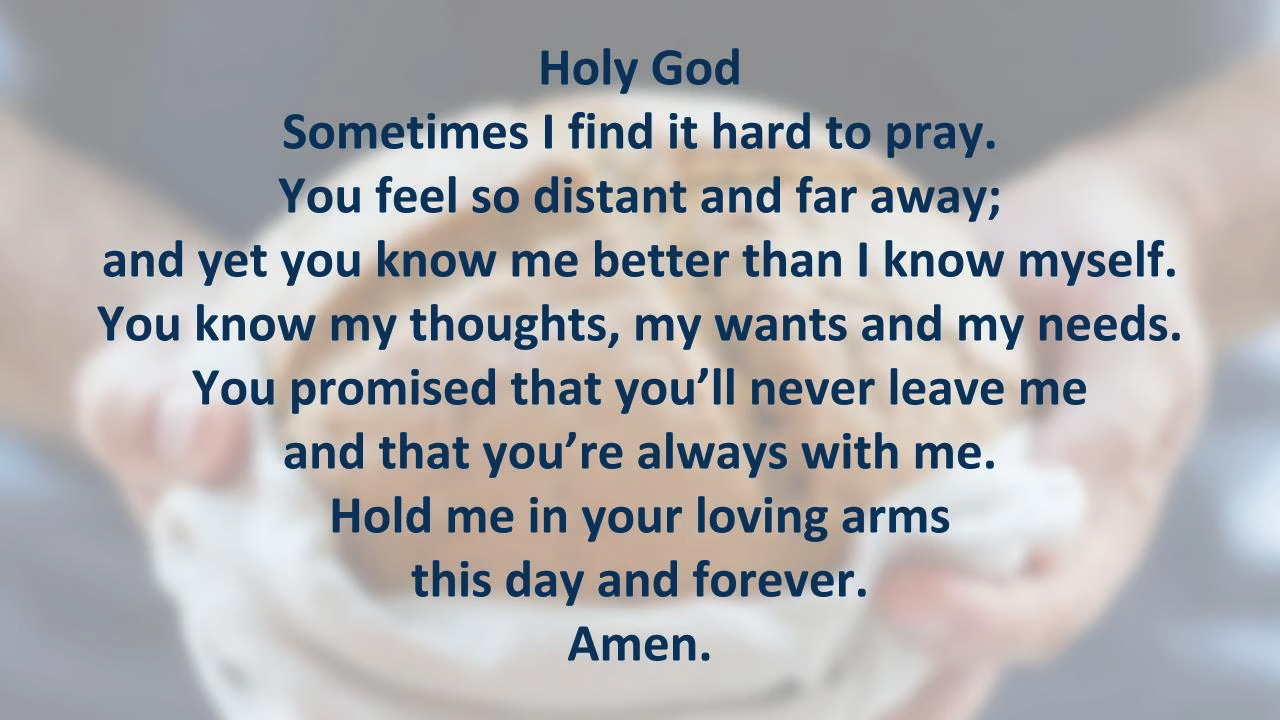 Holy God
Sometimes I find it hard to pray.
You feel so distant and far away;
and yet you know me better than I know myself.
You know my thoughts, my wants and my needs.
You promised that you’ll never leave me
and that you’re always with me.
Hold me in your loving arms
this day and forever.
Amen.